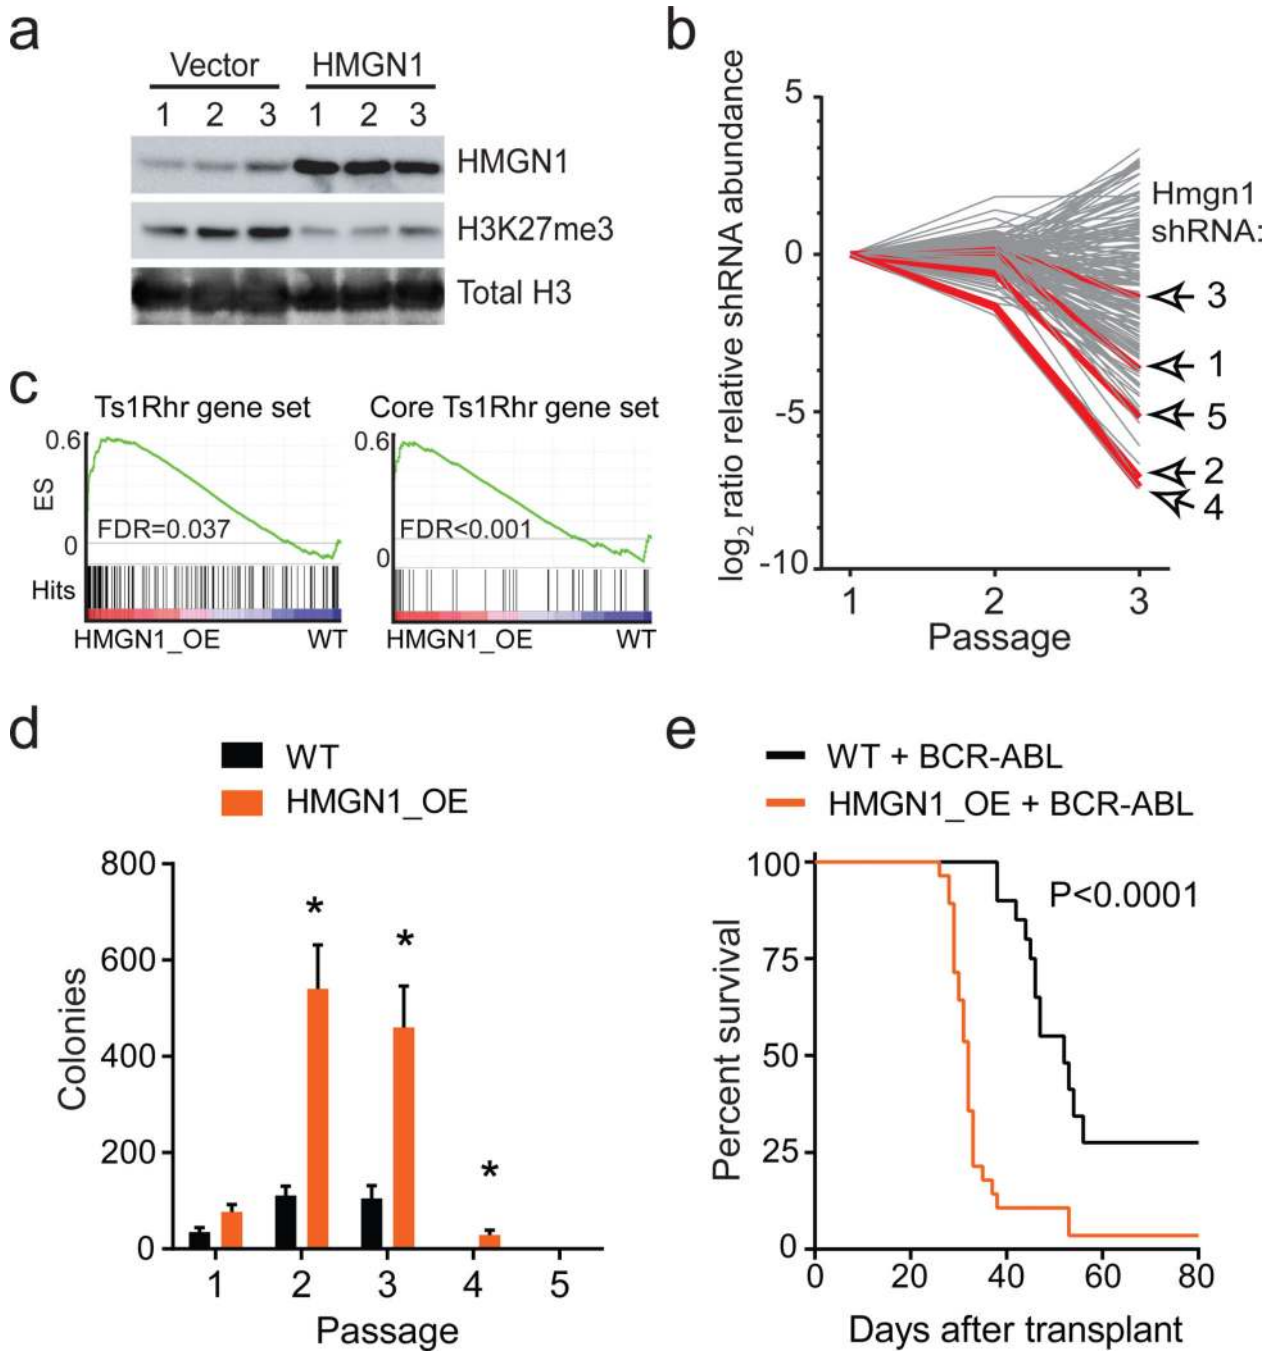 a
Vector HMGN1
1 2 3 1 2 3
HMGN1
H3K27me3
Total H3
b
log2 ratio relative shRNA abundance
5
0
-5
-10
1 2 3
Passage
Hmgn1
shRNA:
3
1
5
2
4
c
Ts1Rhr gene set
0.6
ES
0
FDR=0.037
Hits
HMGN1_OE WT
Core Ts1Rhr gene set
0.6
FDR<0.001
0
HMGN1_OE WT
d
WT
HMGN1_OE
Colonies
800
600
400
200
0
* * *
1 2 3 4 5
Passage
e
WT + BCR-ABL
HMGN1_OE + BCR-ABL
Percent survival
100
75
50
25
0
P<0.0001
0 20 40 60 80
Days after transplant